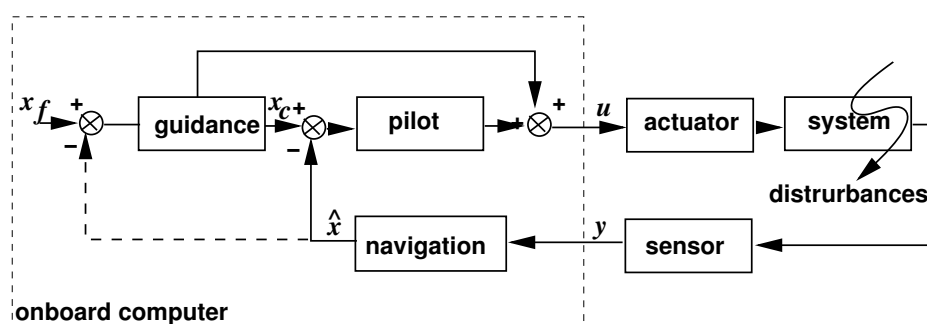 x_f
+
−
guidance
x_c
+
−
pilot
+
+
u
actuator
system
distrurbances
x̂
navigation
y
sensor
onboard computer